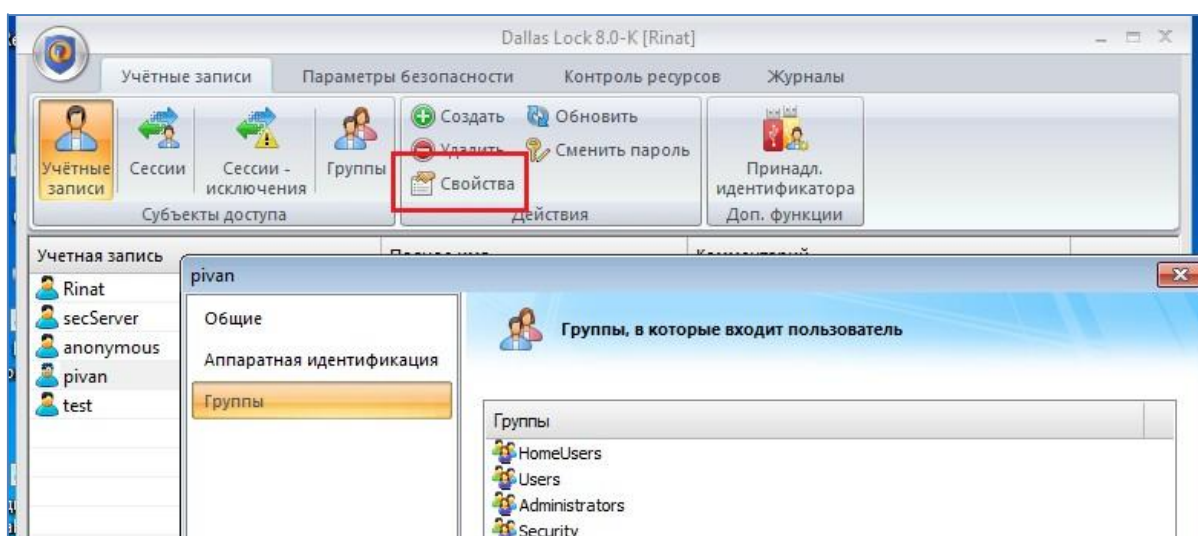 Dallas Lock 8.0-K [Rinat]
Учётные записи Параметры безопасности Контроль ресурсов Журналы
Учётные записи
Сессии
Сессии - исключения
Группы
Создать
Обновить
Удалить
Сменить пароль
Свойства
Принадл. идентификатора
Субъекты доступа
Действия
Доп. функции
Учетная запись
Rinat
secServer
anonymous
pivan
test
pivan
Общие
Аппаратная идентификация
Группы
Группы, в которые входит пользователь
Группы
HomeUsers
Users
Administrators
Security